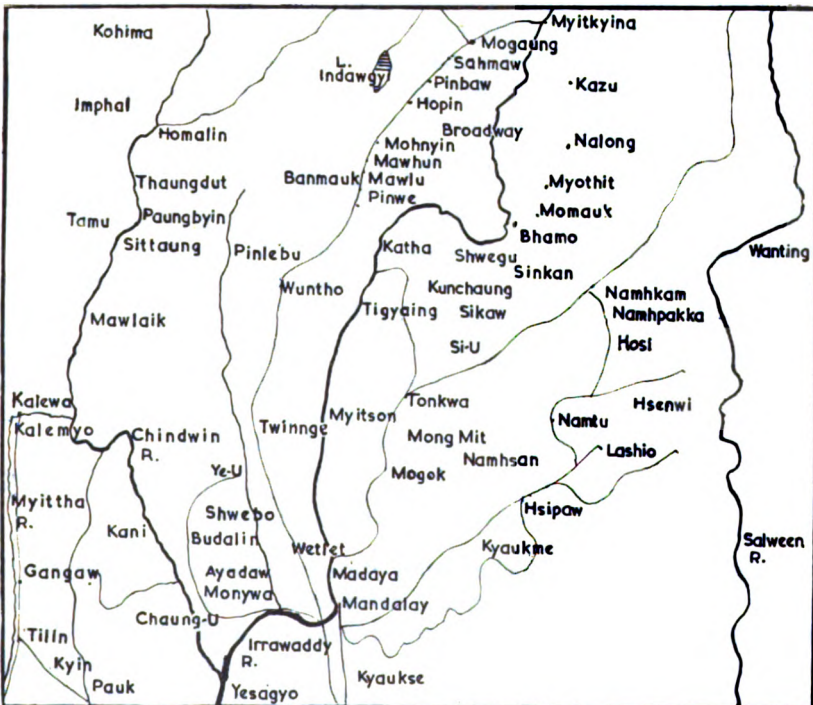 Kohima
Myitkyina
Mogaung
L.
Indawgyi
Sahmaw
Pinbaw
Kazu
Imphal
Hopin
Homalin
Broadway
Mohnyin
Nalong
Mawhun
Thaungdut
Banmauk
Mawlu
Myothit
Pinwe
Tamu
Paungbyin
Momauk
Bhamo
Sittaung
Pinlebu
Katha
Shwegu
Wanting
Sinkan
Wuntho
Kunchaung
Namhkam
Tigyaing
Sikaw
Namhpakka
Mawlaik
Hosi
Si-U
Kalewa
Tonkwa
Hsenwi
Kalemyo
Chindwin
R.
Twinnge
Myitson
Namtu
Mong Mit
Lashio
Ye-U
Mogok
Namhsan
Myittha
R.
Shwebo
Hsipaw
Kani
Budalin
Wetlet
Kyaukme
Salween
R.
Gangaw
Ayadaw
Madaya
Monywa
Mandalay
Chaung-U
Tilin
Irrawaddy
R.
Kyin
Pauk
Yesagyo
Kyaukse